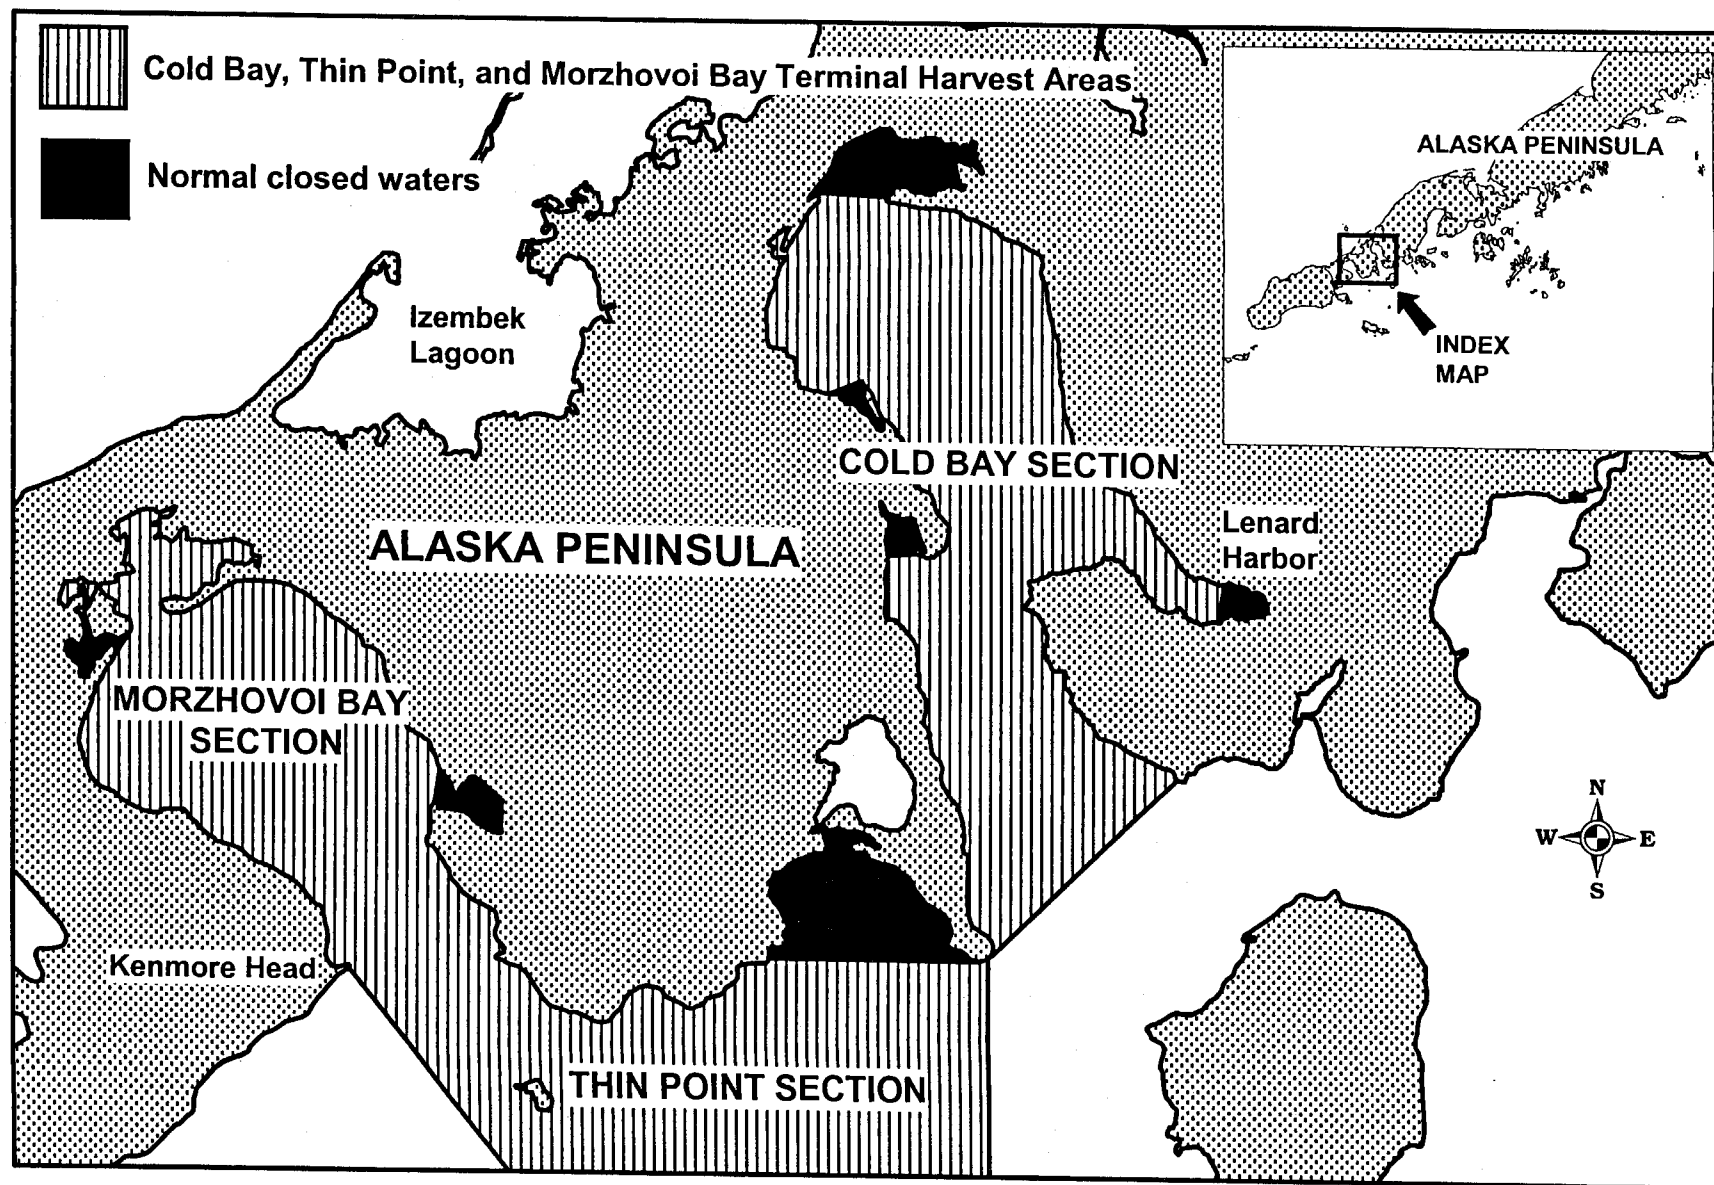 Cold Bay, Thin Point, and Morzhovoi Bay Terminal Harvest Areas
Normal closed waters
ALASKA PENINSULA
INDEX
MAP
Izembek
Lagoon
COLD BAY SECTION
Lenard
Harbor
ALASKA PENINSULA
MORZHOVOI BAY
SECTION
N
W E
S
Kenmore Head
THIN POINT SECTION